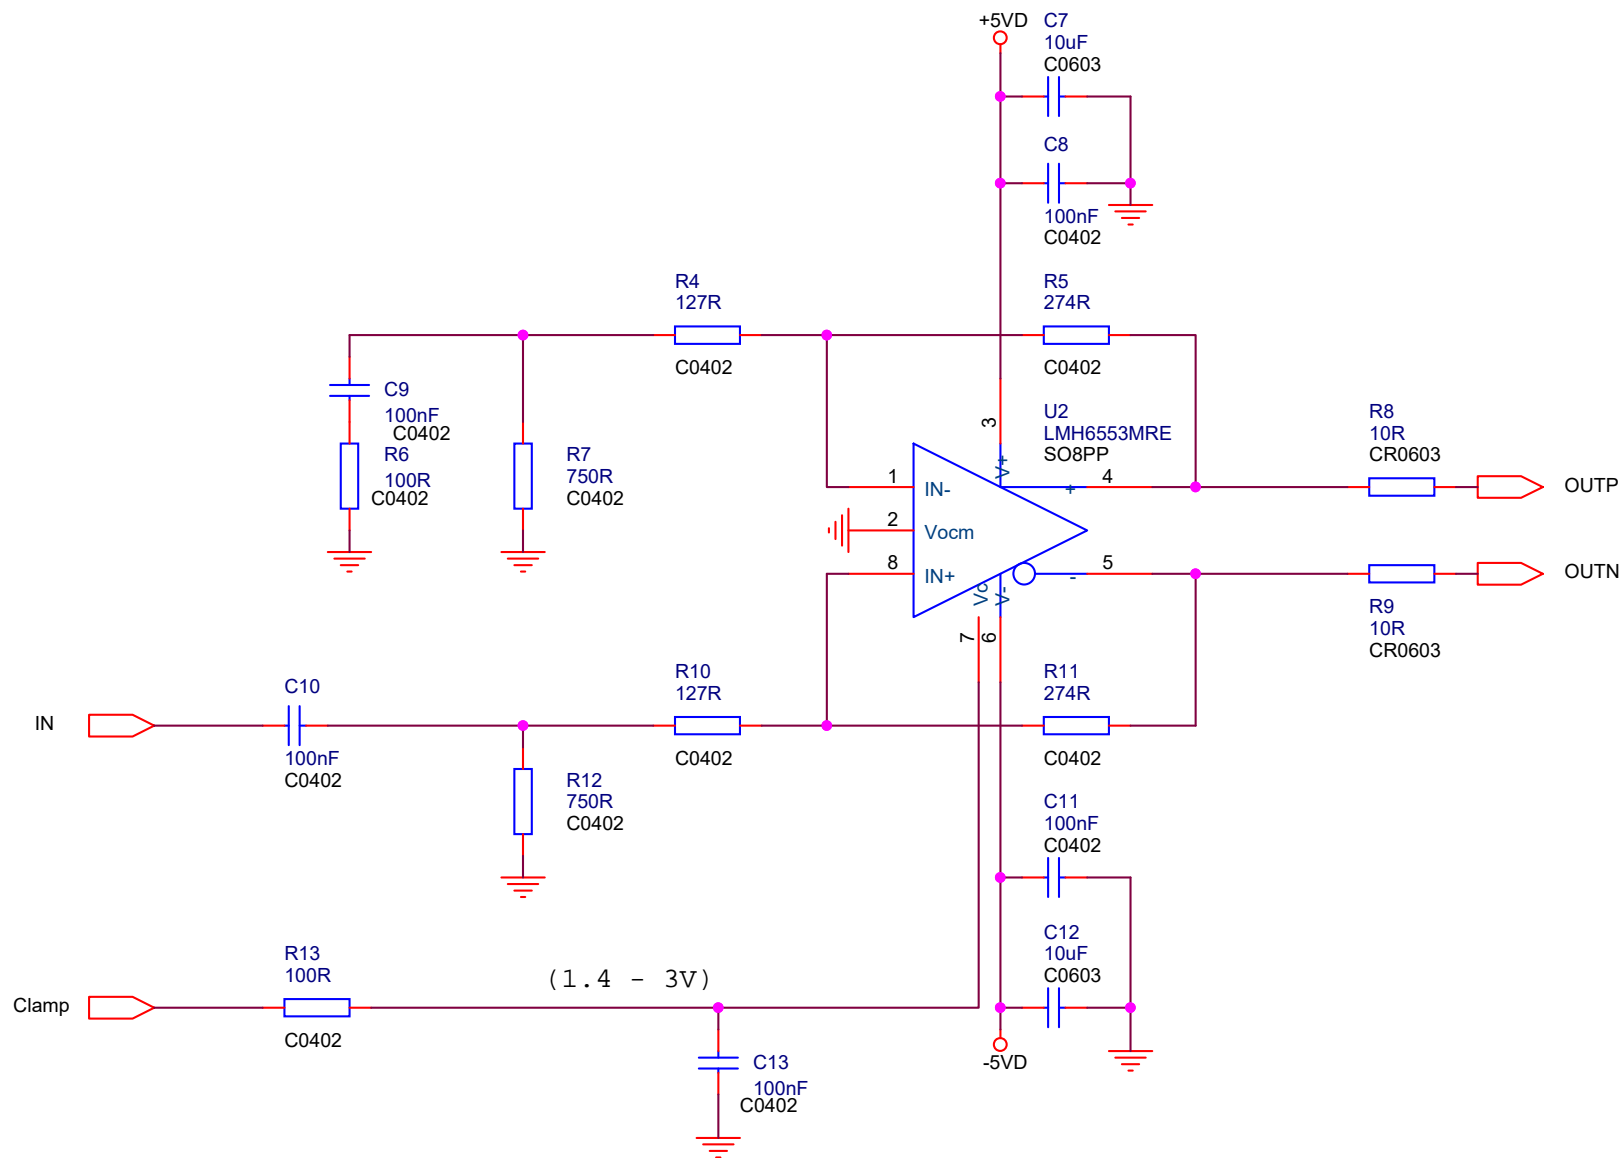 +5VD
C7
10uF
C0603
C8
100nF
C0402
R4
127R
C0402
R5
274R
C0402
C9
100nF
C0402
R6
100R
C0402
R7
750R
C0402
U2
LMH6553MRE
SO8PP
3
V+
1
IN-
4
+
2
Vocm
8
IN+
5
-
Vc
V-
7
6
R8
10R
CR0603
OUTP
OUTN
R9
10R
CR0603
IN
C10
100nF
C0402
R10
127R
C0402
R11
274R
C0402
R12
750R
C0402
C11
100nF
C0402
C12
10uF
C0603
-5VD
Clamp
R13
100R
C0402
(1.4 - 3V)
C13
100nF
C0402